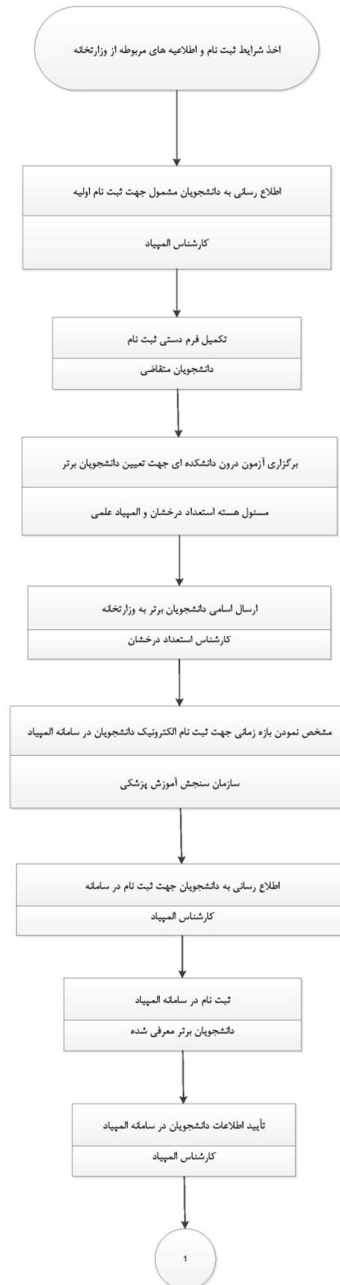 اخذ شرایط ثبت نام و اطلاعیه های مربوطه از وزارتخانه
اطلاع رسانی به دانشجویان مشمول جهت ثبت نام اولیه
کارشناس المپیاد
تکمیل فرم دستی ثبت نام
دانشجویان متقاضی
برگزاری آزمون درون دانشکده ای جهت تعیین دانشجویان برتر
مسئول هسته استعداد درخشان و المپیاد علمی
ارسال اسامی دانشجویان برتر به وزارتخانه
کارشناس استعداد درخشان
مشخص نمودن بازه زمانی جهت ثبت نام الکترونیک دانشجویان در سامانه المپیاد
سازمان سنجش آموزش پزشکی
اطلاع رسانی به دانشجویان جهت ثبت نام در سامانه
کارشناس المپیاد
ثبت نام در سامانه المپیاد
دانشجویان برتر معرفی شده
تأیید اطلاعات دانشجویان در سامانه المپیاد
کارشناس المپیاد
1